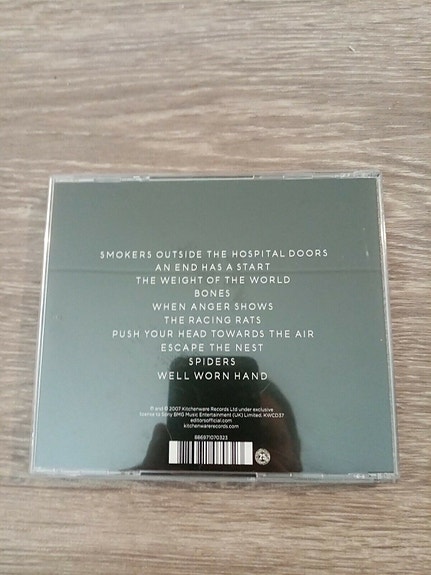 SMOKERS OUTSIDE THE HOSPITAL DOORS
AN END HAS A START
THE WEIGHT OF THE WORLD
BONES
WHEN ANGER SHOWS
THE RACING RATS
PUSH YOUR HEAD TOWARDS THE AIR
ESCAPE THE NEST
SPIDERS
WELL WORN HAND
℗ and © 2007 Kitchenware Records Ltd under exclusive
licence to Sony BMG Music Entertainment (UK) Limited. KWCD37
editorsofficial.com
kitchenwarerecords.com
886971070323